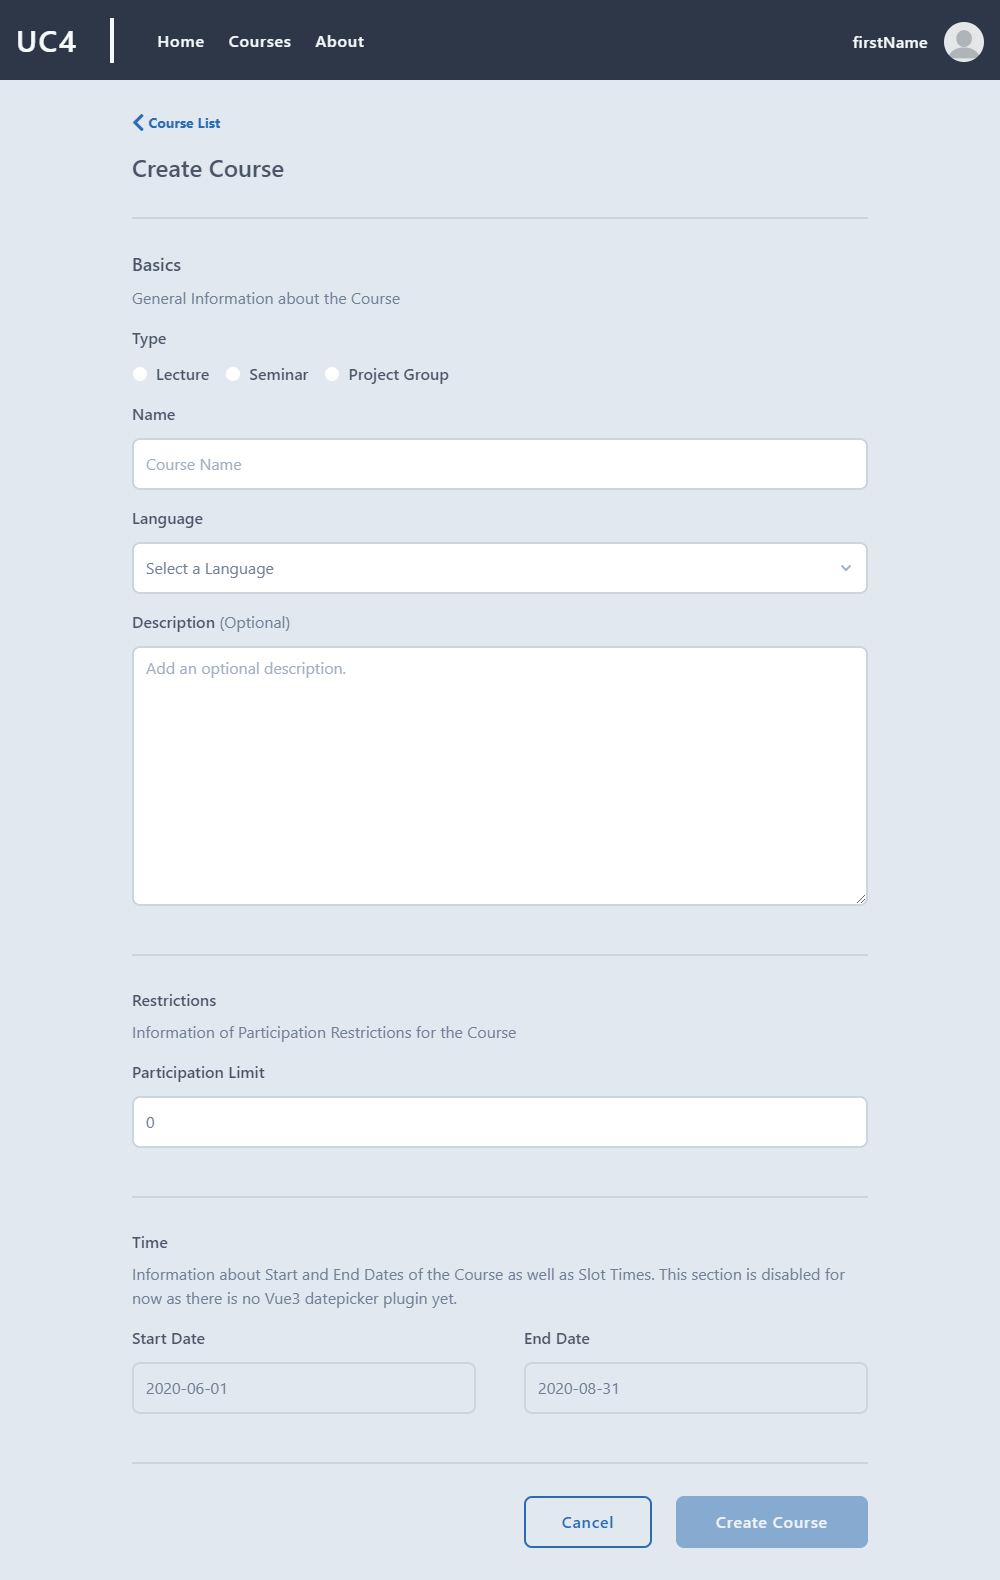 UC4
Home Courses About
firstName
Course List
Create Course
Basics
General Information about the Course
Type
Lecture Seminar Project Group
Name
Course Name
Language
Select a Language
Description (Optional)
Add an optional description.
Restrictions
Information of Participation Restrictions for the Course
Participation Limit
0
Time
Information about Start and End Dates of the Course as well as Slot Times. This section is disabled for
now as there is no Vue3 datepicker plugin yet.
Start Date End Date
2020-06-01 2020-08-31
Cancel Create Course